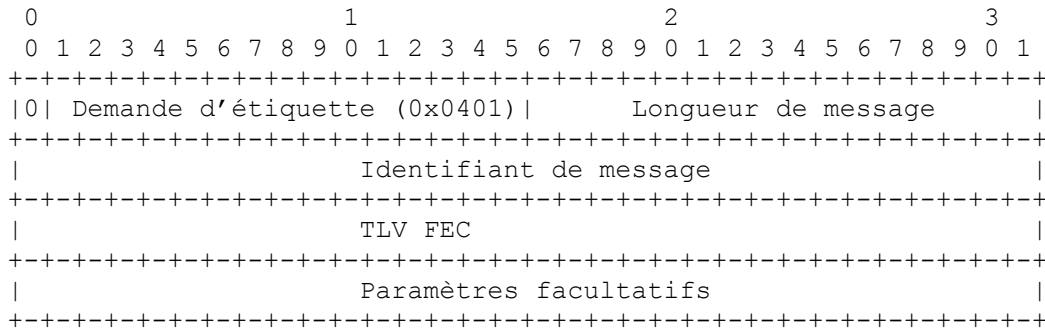 0                   1                   2                   3
 0 1 2 3 4 5 6 7 8 9 0 1 2 3 4 5 6 7 8 9 0 1 2 3 4 5 6 7 8 9 0 1
+-+-+-+-+-+-+-+-+-+-+-+-+-+-+-+-+-+-+-+-+-+-+-+-+-+-+-+-+-+-+-+-+
|0| Demande d’étiquette (0x0401)|      Longueur de message      |
+-+-+-+-+-+-+-+-+-+-+-+-+-+-+-+-+-+-+-+-+-+-+-+-+-+-+-+-+-+-+-+-+
|                     Identifiant de message                    |
+-+-+-+-+-+-+-+-+-+-+-+-+-+-+-+-+-+-+-+-+-+-+-+-+-+-+-+-+-+-+-+-+
|                     TLV FEC                                   |
+-+-+-+-+-+-+-+-+-+-+-+-+-+-+-+-+-+-+-+-+-+-+-+-+-+-+-+-+-+-+-+-+
|                     Paramètres facultatifs                    |
+-+-+-+-+-+-+-+-+-+-+-+-+-+-+-+-+-+-+-+-+-+-+-+-+-+-+-+-+-+-+-+-+